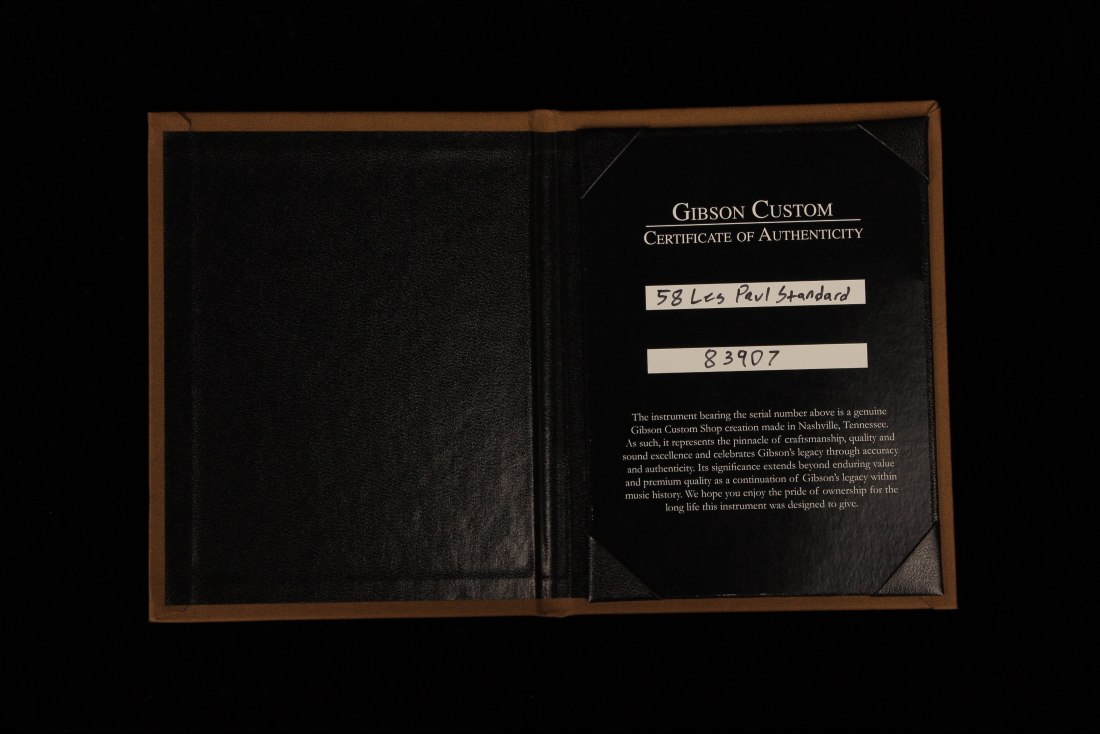 GIBSON CUSTOM
CERTIFICATE OF AUTHENTICITY
58 Les Paul Standard
83907
The instrument bearing the serial number above is a genuine
Gibson Custom Shop creation made in Nashville, Tennessee.
As such, it represents the pinnacle of craftsmanship, quality and
sound excellence and celebrates Gibson's legacy through accuracy
and authenticity. Its significance extends beyond enduring value
and premium quality as a continuation of Gibson's legacy within
music history. We hope you enjoy the pride of ownership for the
long life this instrument was designed to give.